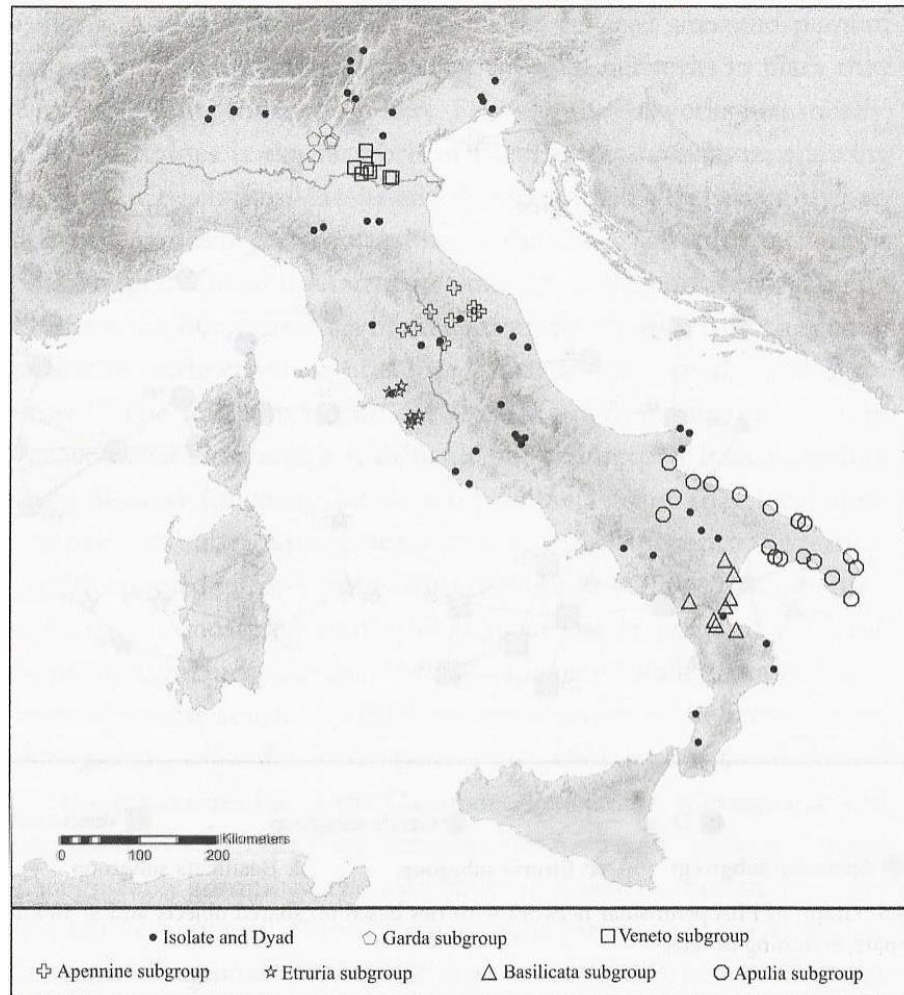 Kilometers
0 100 200
Isolate and Dyad Garda subgroup Veneto subgroup
Apennine subgroup Etruria subgroup Basilicata subgroup Apulia subgroup